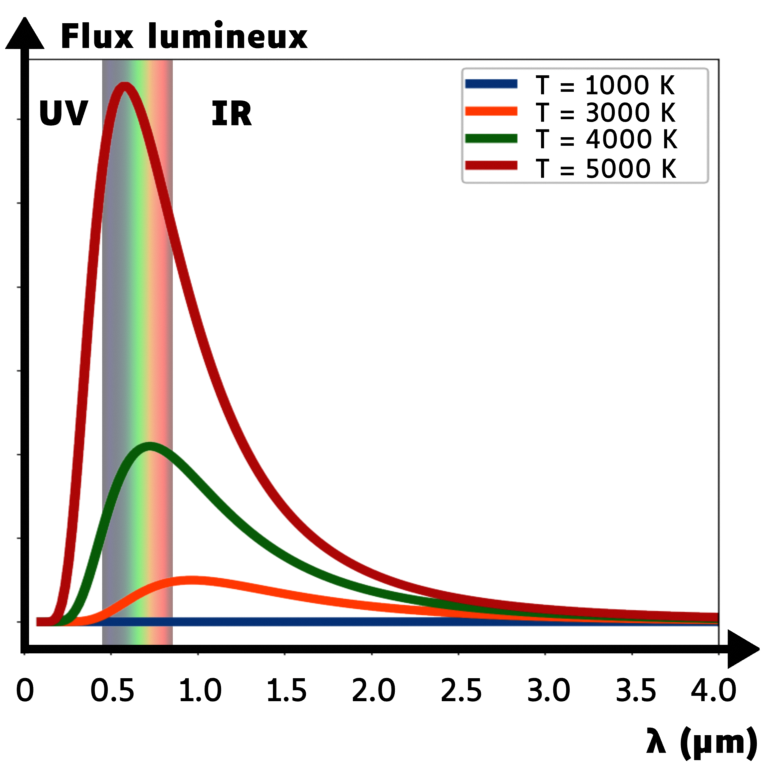 Flux lumineux
UV
IR
T = 1000 K
T = 3000 K
T = 4000 K
T = 5000 K
0 0.5 1.0 1.5 2.0 2.5 3.0 3.5 4.0
λ (μm)